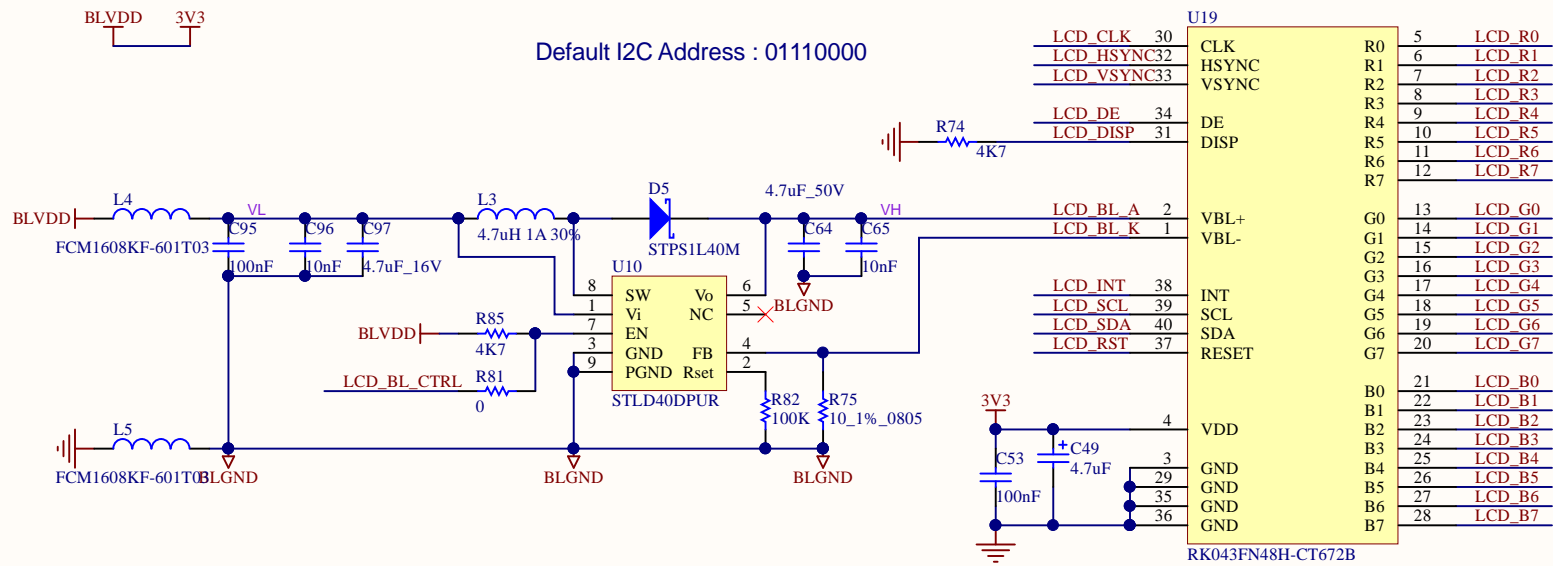 BLVDD 3V3
Default I2C Address : 01110000
U19
LCD_CLK 30 CLK R0 5 LCD_R0
LCD_HSYNC 32 HSYNC R1 6 LCD_R1
LCD_VSYNC 33 VSYNC R2 7 LCD_R2
R3 8 LCD_R3
LCD_DE 34 DE R4 9 LCD_R4
R74 4K7 LCD_DISP 31 DISP R5 10 LCD_R5
R6 11 LCD_R6
R7 12 LCD_R7
BLVDD L4 VL L3 D5 4.7uF_50V VH LCD_BL_A 2 VBL+ G0 13 LCD_G0
FCM1608KF-601T03 C95 C96 C97 4.7uH 1A 30% STPS1L40M C64 C65 LCD_BL_K 1 VBL- G1 14 LCD_G1
100nF 10nF 4.7uF_16V U10 10nF G2 15 LCD_G2
G3 16 LCD_G3
8 SW Vo 6 BLGND LCD_INT 38 INT G4 17 LCD_G4
1 Vi NC 5 LCD_SCL 39 SCL G5 18 LCD_G5
BLVDD R85 4K7 7 EN LCD_SDA 40 SDA G6 19 LCD_G6
3 GND FB 4 LCD_RST 37 RESET G7 20 LCD_G7
9 PGND Rset 2
LCD_BL_CTRL R81 0 STLD40DPUR R82 100K R75 10_1%_0805 B0 21 LCD_B0
3V3 B1 22 LCD_B1
4 VDD B2 23 LCD_B2
L5 C53 100nF C49 + 4.7uF B3 24 LCD_B3
FCM1608KF-601T03 BLGND BLGND BLGND 3 GND B4 25 LCD_B4
29 GND B5 26 LCD_B5
35 GND B6 27 LCD_B6
36 GND B7 28 LCD_B7
RK043FN48H-CT672B